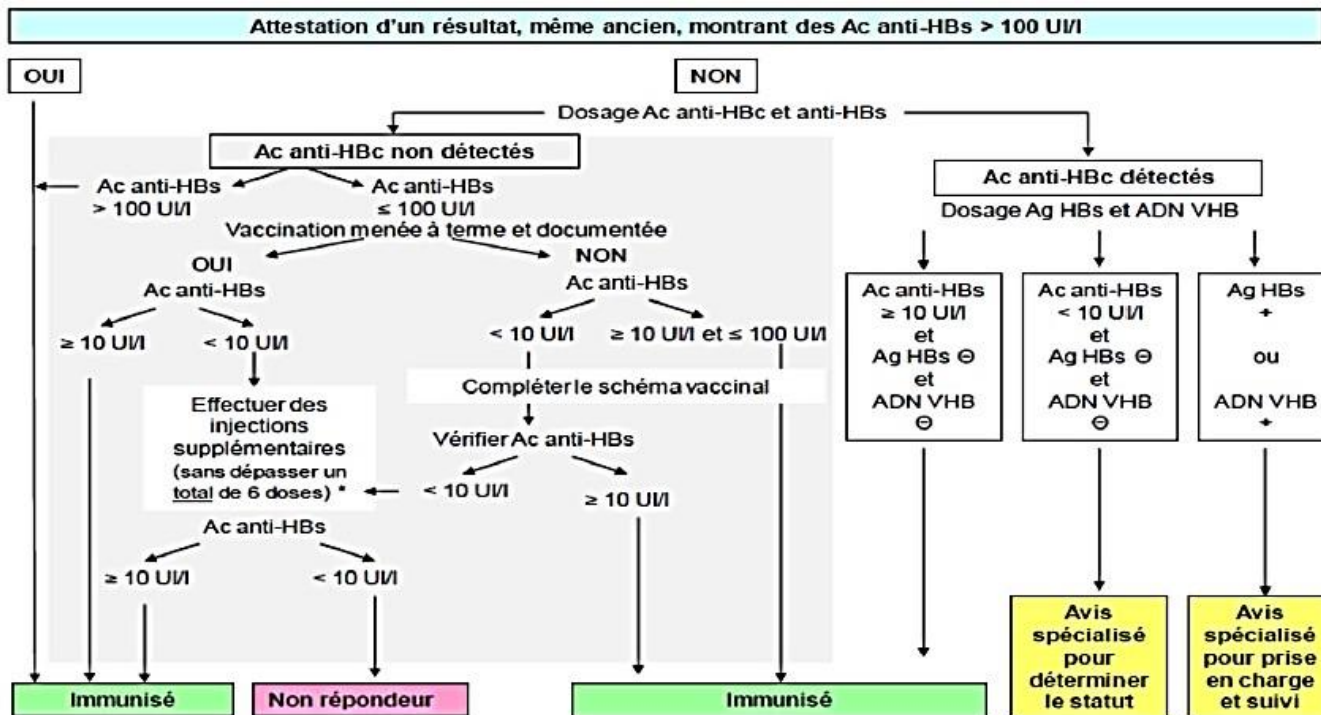 Attestation d'un résultat, même ancien, montrant des Ac anti-HBs > 100 UI/l
OUI
NON
Dosage Ac anti-HBc et anti-HBs
Ac anti-HBc non détectés
Ac anti-HBs
> 100 UI/l
Ac anti-HBs
≤ 100 UI/l
Vaccination menée à terme et documentée
OUI
Ac anti-HBs
≥ 10 UI/l
< 10 UI/l
Effectuer des
injections
supplémentaires
(sans dépasser un
total de 6 doses) *
Ac anti-HBs
≥ 10 UI/l
< 10 UI/l
NON
Ac anti-HBs
< 10 UI/l
≥ 10 UI/l et ≤ 100 UI/l
Compléter le schéma vaccinal
Vérifier Ac anti-HBs
< 10 UI/l
≥ 10 UI/l
Ac anti-HBc détectés
Dosage Ag HBs et ADN VHB
Ac anti-HBs
≥ 10 UI/l
et
Ag HBs ⊖
et
ADN VHB
⊖
Ac anti-HBs
< 10 UI/l
et
Ag HBs ⊖
et
ADN VHB
⊖
Ag HBs
+
ou
ADN VHB
+
Immunisé
Non répondeur
Immunisé
Avis
spécialisé
pour
déterminer
le statut
Avis
spécialisé
pour prise
en charge
et suivi